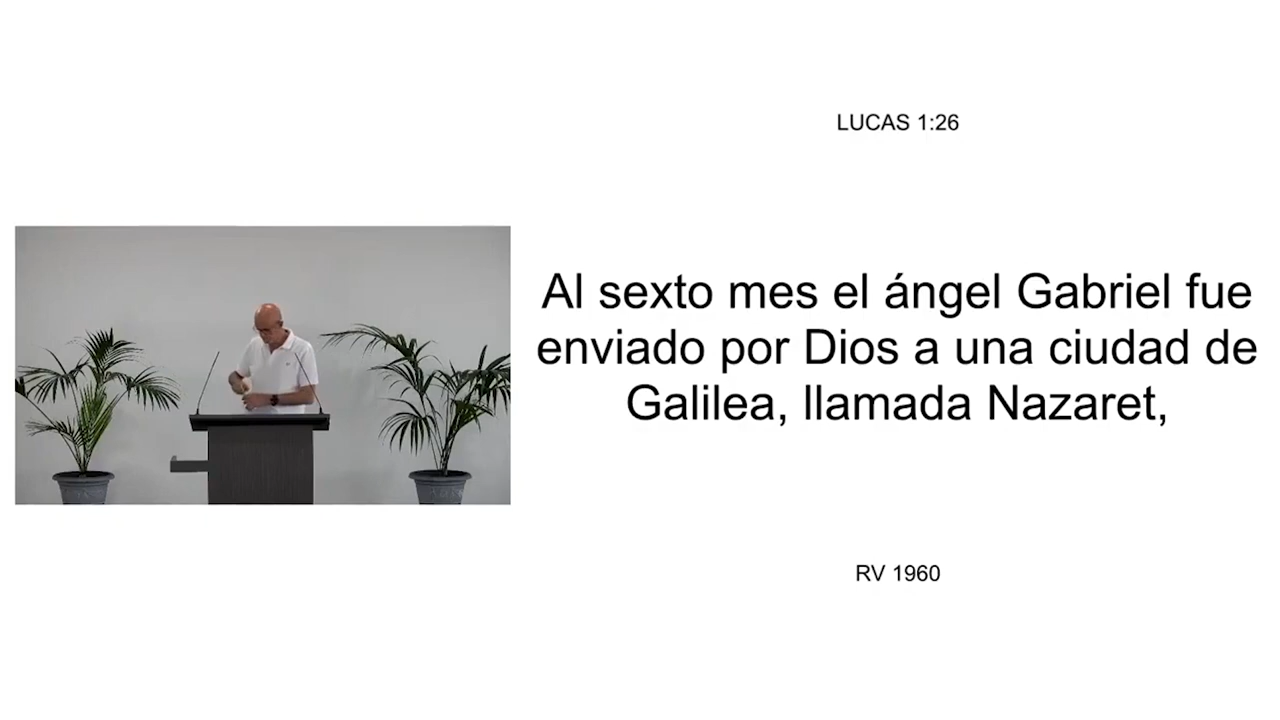 LUCAS 1:26
Al sexto mes el ángel Gabriel fue
enviado por Dios a una ciudad de
Galilea, llamada Nazaret,
RV 1960